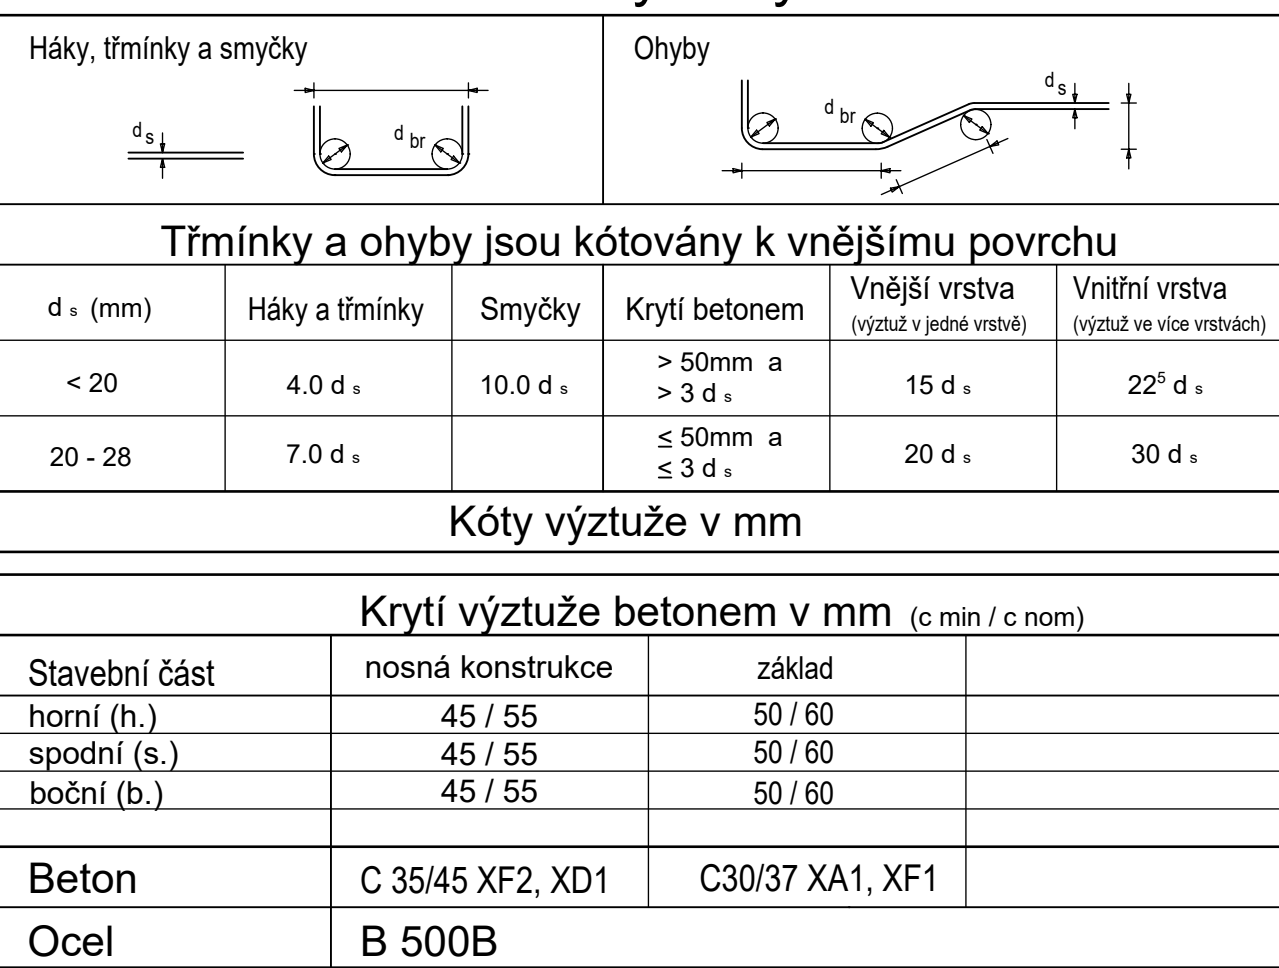 Háky, třmínky a smyčky
Ohyby
d s
d br
d br
d s
Třmínky a ohyby jsou kótovány k vnějšímu povrchu
d s (mm) Háky a třmínky Smyčky Krytí betonem Vnější vrstva (výztuž v jedné vrstvě) Vnitřní vrstva (výztuž ve více vrstvách)
< 20 4.0 d s 10.0 d s > 50mm a > 3 d s 15 d s 22⁵ d s
20 - 28 7.0 d s ≤ 50mm a ≤ 3 d s 20 d s 30 d s
Kóty výztuže v mm
Krytí výztuže betonem v mm (c min / c nom)
Stavební část nosná konstrukce základ
horní (h.) 45 / 55 50 / 60
spodní (s.) 45 / 55 50 / 60
boční (b.) 45 / 55 50 / 60
Beton C 35/45 XF2, XD1 C30/37 XA1, XF1
Ocel B 500B